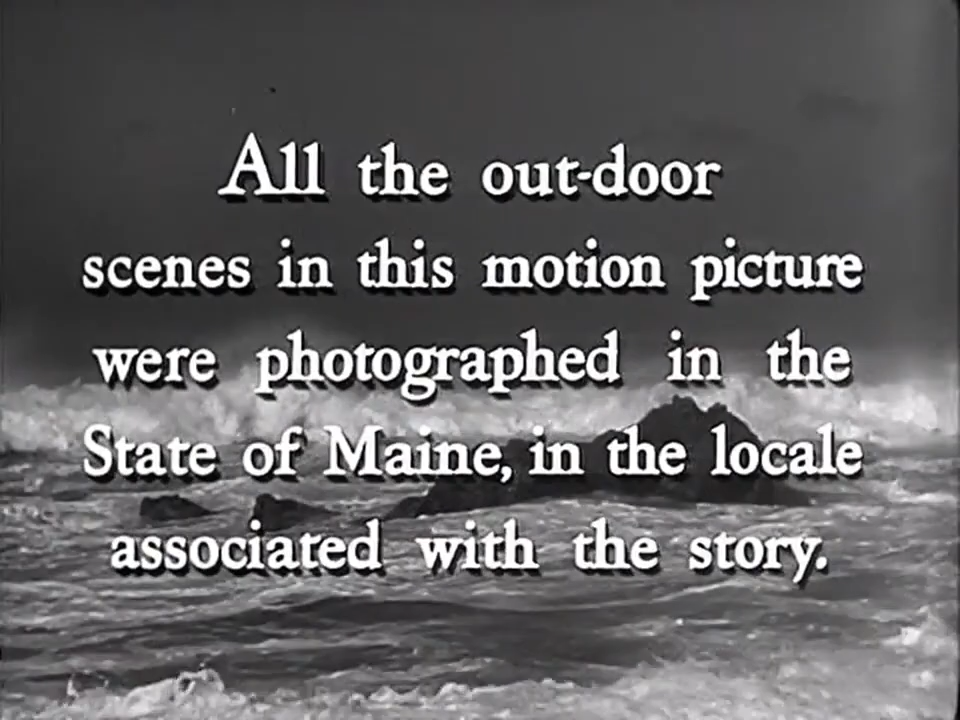 All the out-door
scenes in this motion picture
were photographed in the
State of Maine, in the locale
associated with the story.